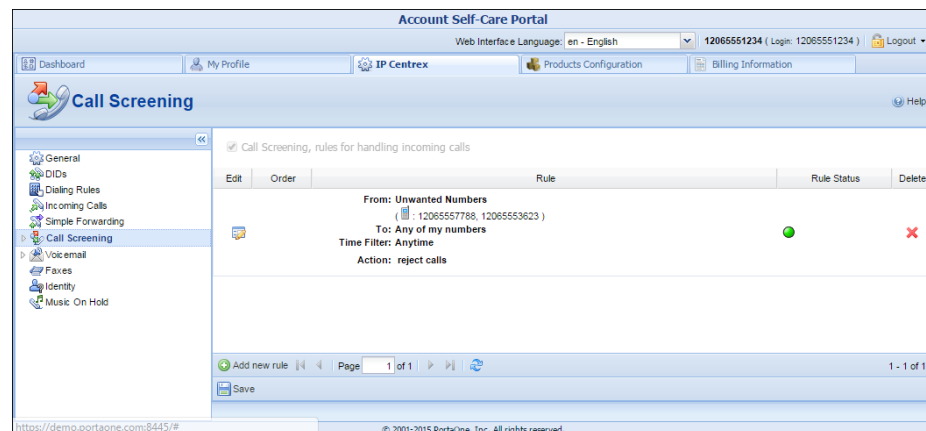 Account Self-Care Portal
Web Interface Language: en - English 12065551234 ( Login: 12065551234 ) Logout
Dashboard My Profile IP Centrex Products Configuration Billing Information
Call Screening Help
General
DIDs
Dialing Rules
Incoming Calls
Simple Forwarding
Call Screening
Voicemail
Faxes
Identity
Music On Hold
Call Screening, rules for handling incoming calls
Edit Order Rule Rule Status Delete
From: Unwanted Numbers
( : 12065557788, 12065553623 )
To: Any of my numbers
Time Filter: Anytime
Action: reject calls
Add new rule Page 1 of 1 1 - 1 of 1
Save
https://demo.portaone.com:8445/#
© 2001-2015 PortaOne, Inc. All rights reserved